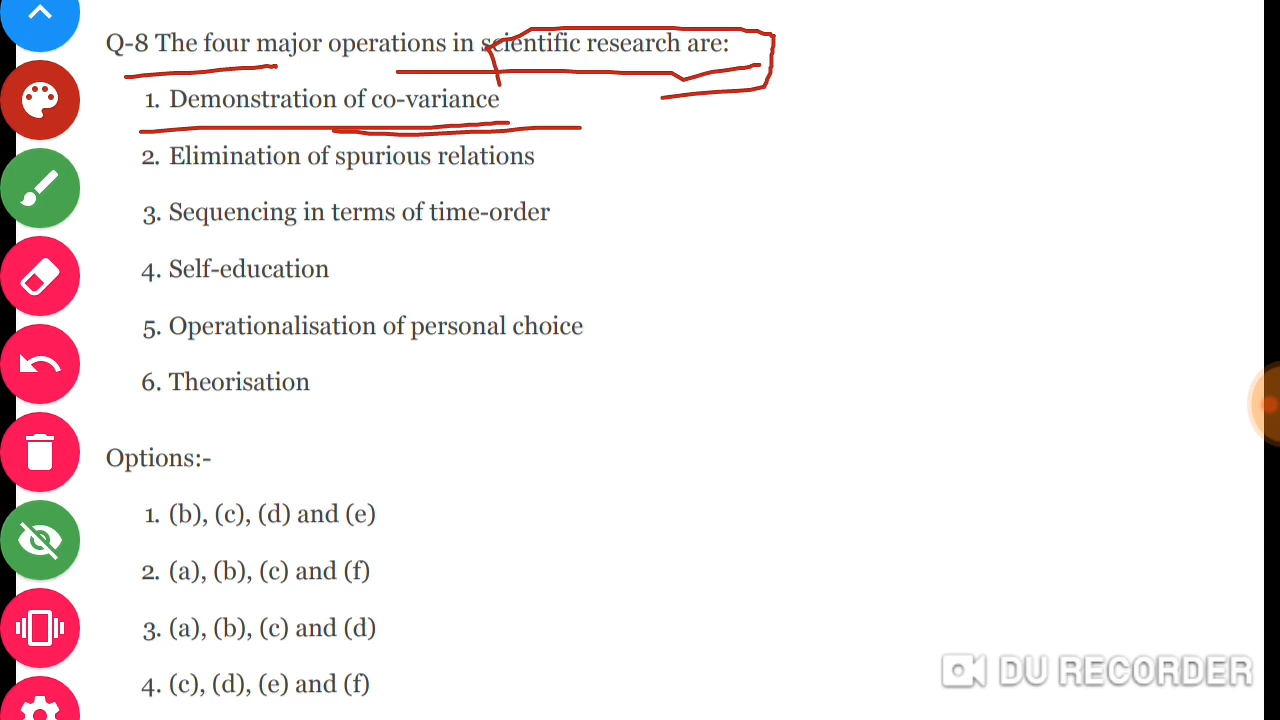 Q-8 The four major operations in scientific research are:
1. Demonstration of co-variance
2. Elimination of spurious relations
3. Sequencing in terms of time-order
4. Self-education
5. Operationalisation of personal choice
6. Theorisation
Options:-
1. (b), (c), (d) and (e)
2. (a), (b), (c) and (f)
3. (a), (b), (c) and (d)
4. (c), (d), (e) and (f)
DU RECORDER